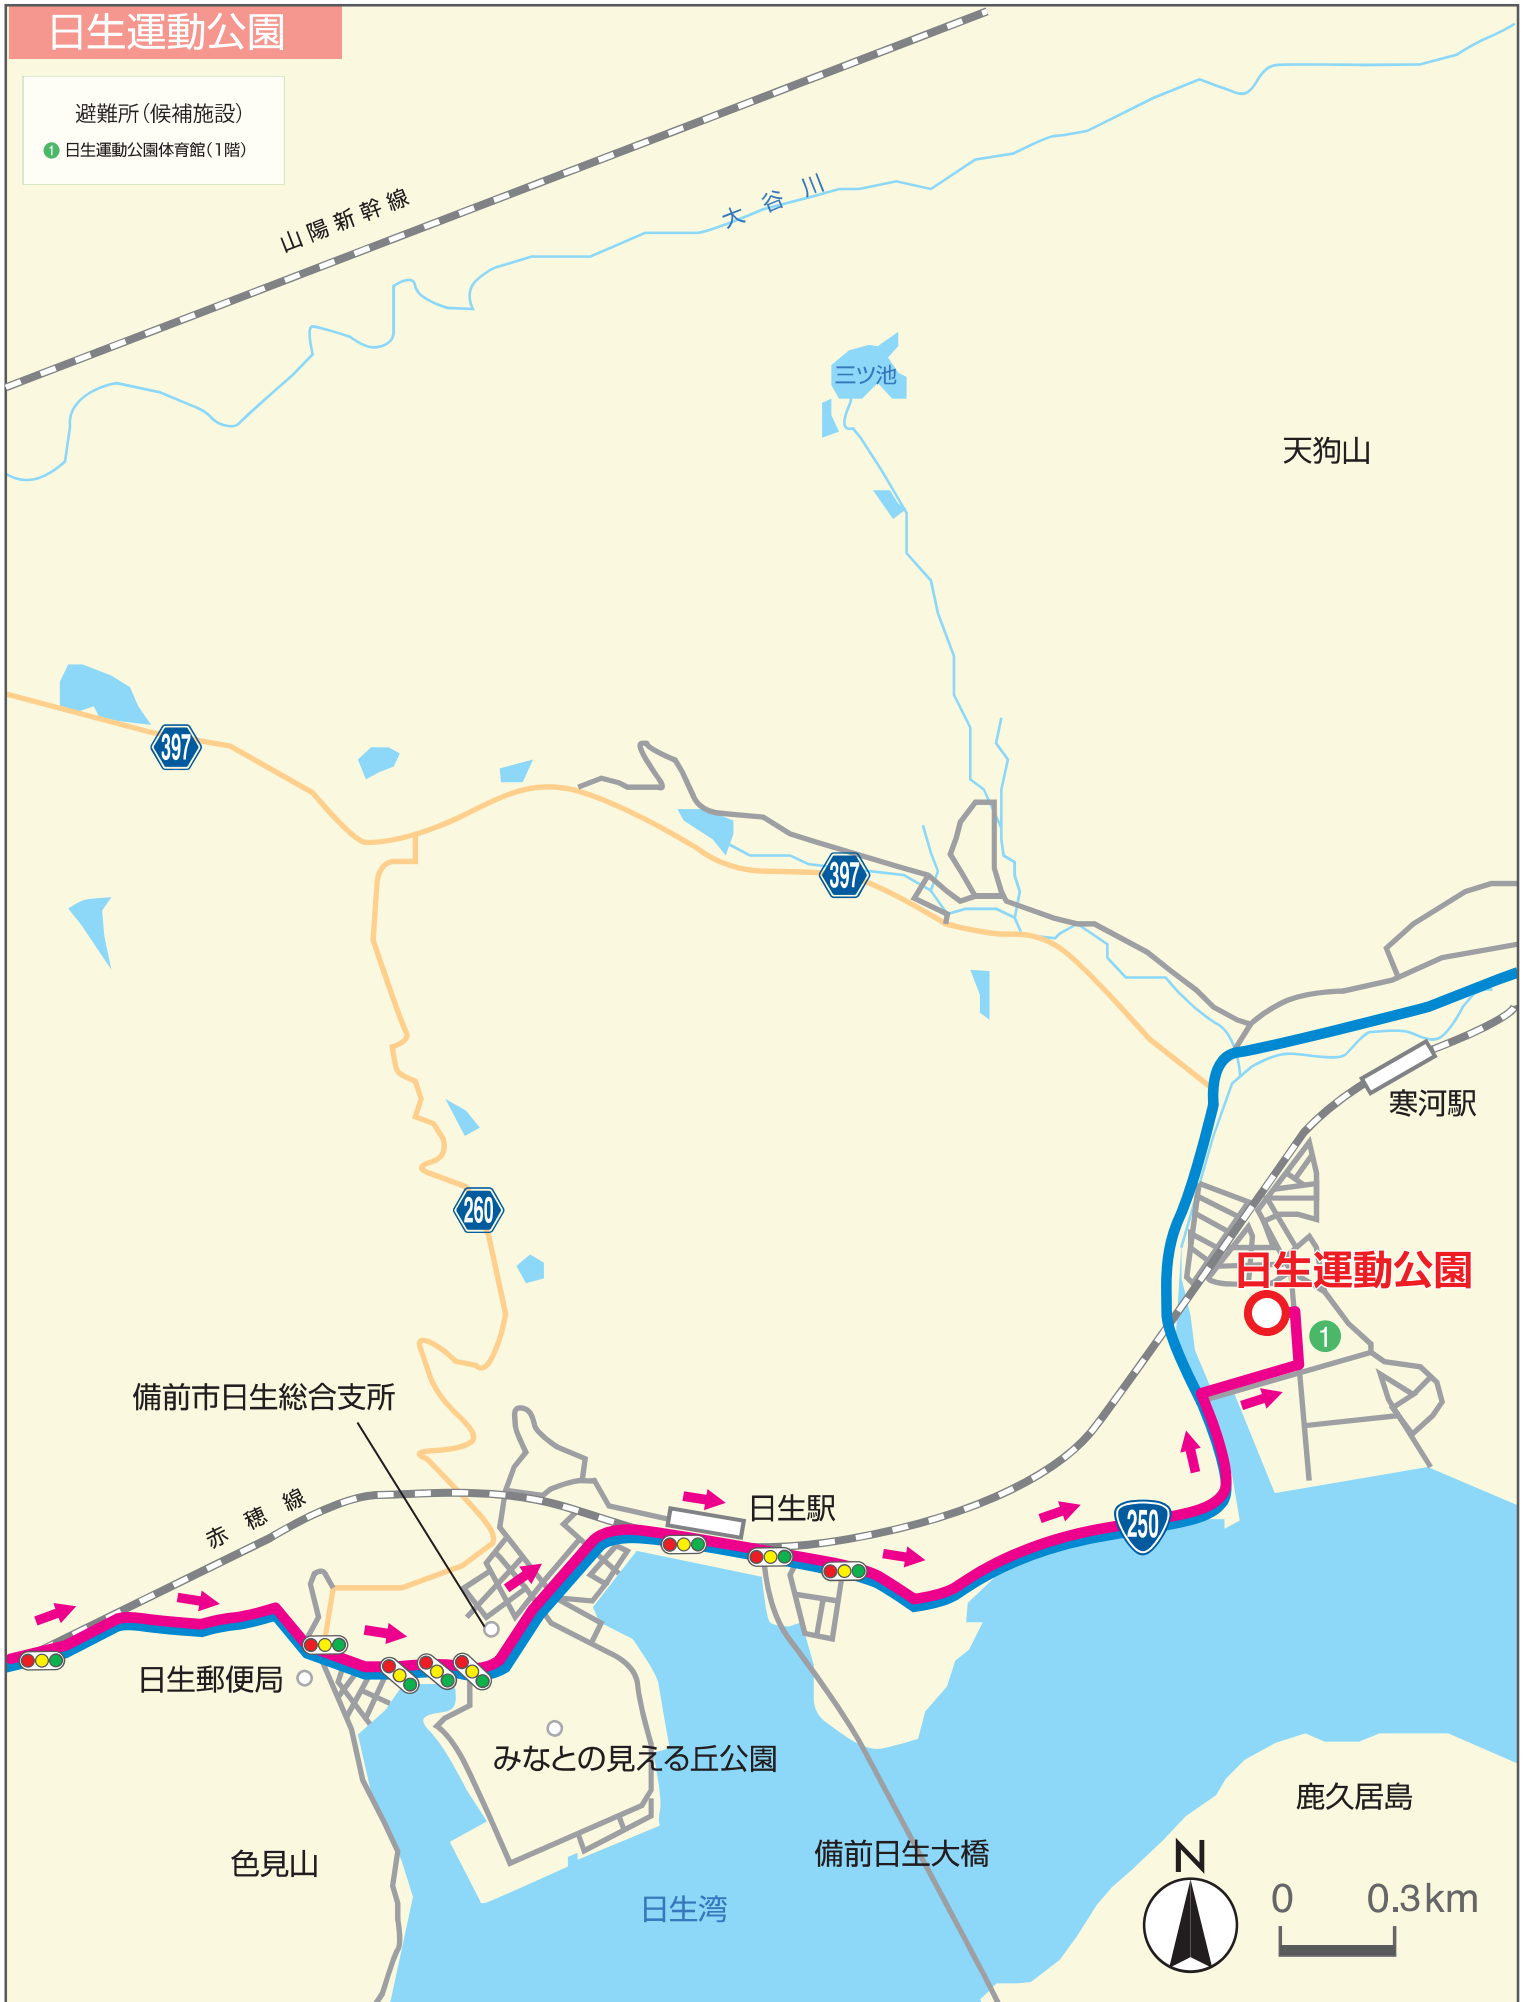 日生運動公園
避難所（候補施設）
1 日生運動公園体育館（1階）
山陽新幹線
大谷川
三ツ池
天狗山
397
397
寒河駅
260
日生運動公園
1
備前市日生総合支所
赤穂線
日生駅
250
日生郵便局
みなとの見える丘公園
鹿久居島
備前日生大橋
色見山
日生湾
N
0 0.3km